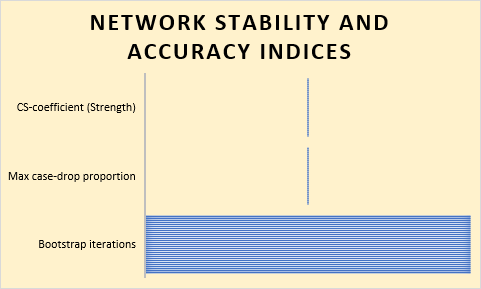 NETWORK STABILITY AND
ACCURACY INDICES
CS-coefficient (Strength)
Max case-drop proportion
Bootstrap iterations